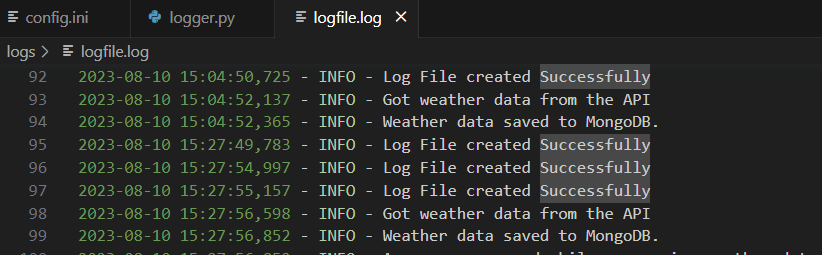 config.ini logger.py logfile.log
logs > logfile.log
92 2023-08-10 15:04:50,725 - INFO - Log File created Successfully
93 2023-08-10 15:04:52,137 - INFO - Got weather data from the API
94 2023-08-10 15:04:52,365 - INFO - Weather data saved to MongoDB.
95 2023-08-10 15:27:49,783 - INFO - Log File created Successfully
96 2023-08-10 15:27:54,997 - INFO - Log File created Successfully
97 2023-08-10 15:27:55,157 - INFO - Log File created Successfully
98 2023-08-10 15:27:56,598 - INFO - Got weather data from the API
99 2023-08-10 15:27:56,852 - INFO - Weather data saved to MongoDB.